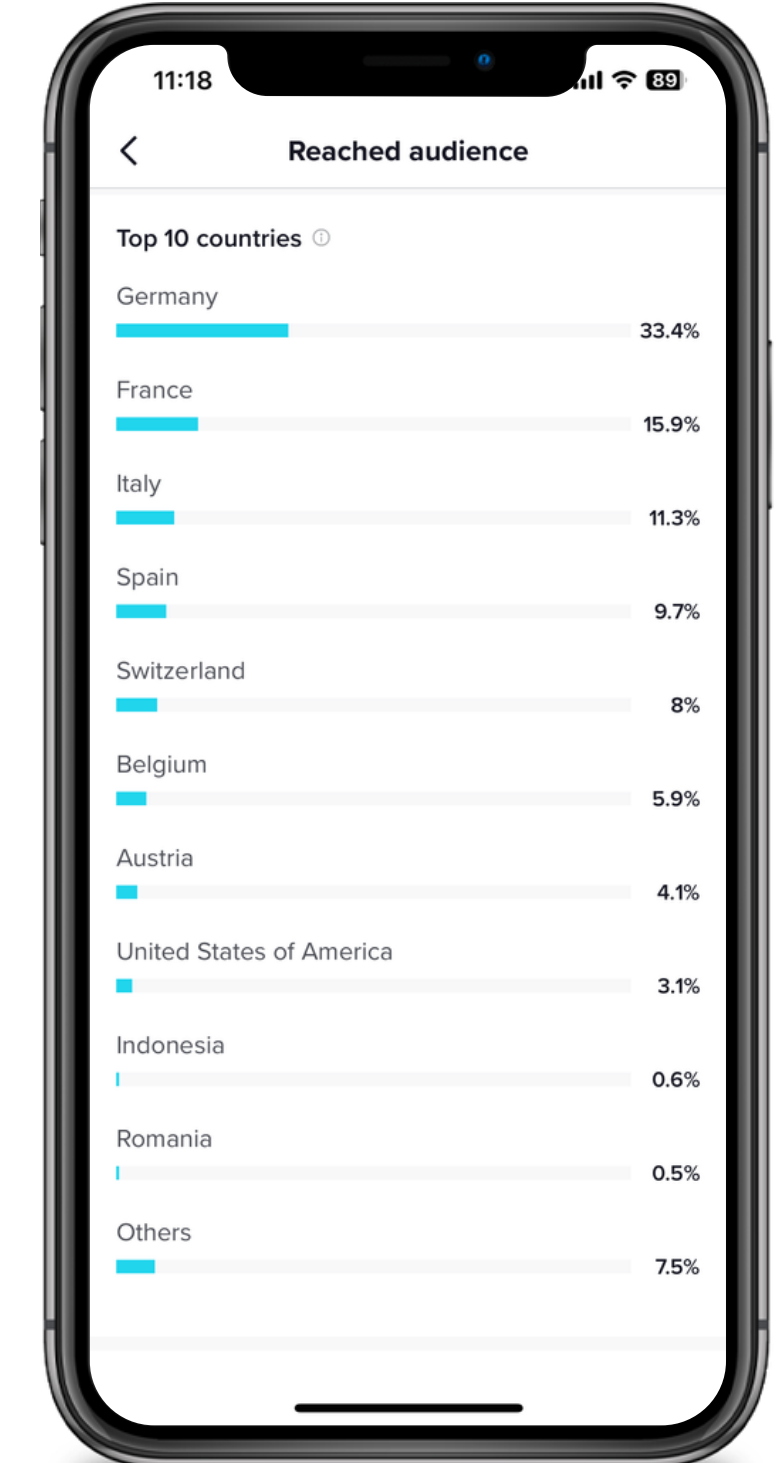 11:18
89
Reached audience
Top 10 countries
Germany
33.4%
France
15.9%
Italy
11.3%
Spain
9.7%
Switzerland
8%
Belgium
5.9%
Austria
4.1%
United States of America
3.1%
Indonesia
0.6%
Romania
0.5%
Others
7.5%